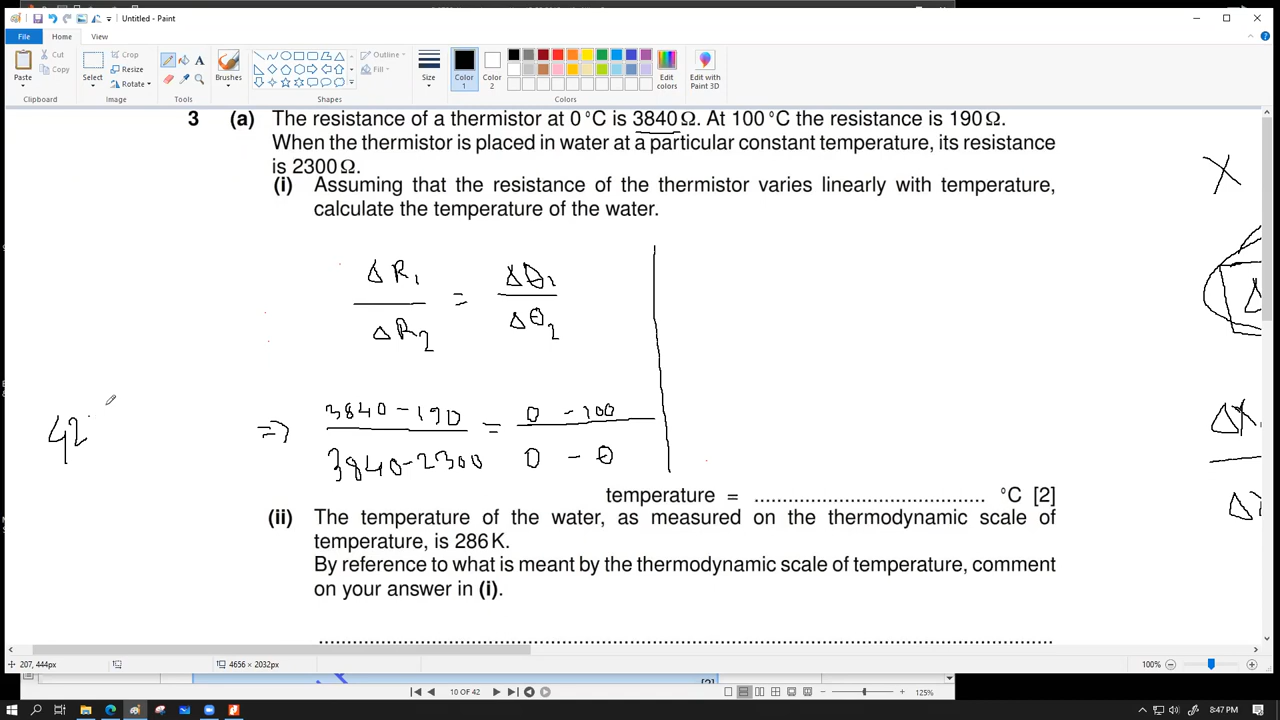 Untitled - Paint
File Home View
Paste
Cut
Copy
Clipboard
Select
Crop
Resize
Rotate
Image
Tools
Brushes
Shapes
Outline
Fill
Size
Color 1
Color 2
Edit colors
Edit with Paint 3D
Colors
3 (a) The resistance of a thermistor at 0 °C is 3840 Ω. At 100 °C the resistance is 190 Ω.
When the thermistor is placed in water at a particular constant temperature, its resistance
is 2300 Ω.
(i) Assuming that the resistance of the thermistor varies linearly with temperature,
calculate the temperature of the water.
X
ΔR₁ / ΔR₂ = Δθ₁ / Δθ₂
42
=> 3840-190 / 3840-2300 = 0 - 100 / 0 - θ
temperature = ........................................ °C [2]
(ii) The temperature of the water, as measured on the thermodynamic scale of
temperature, is 286 K.
By reference to what is meant by the thermodynamic scale of temperature, comment
on your answer in (i).
207, 444px
4656 × 2032px
100%
[2]
10 OF 42
125%
8:47 PM